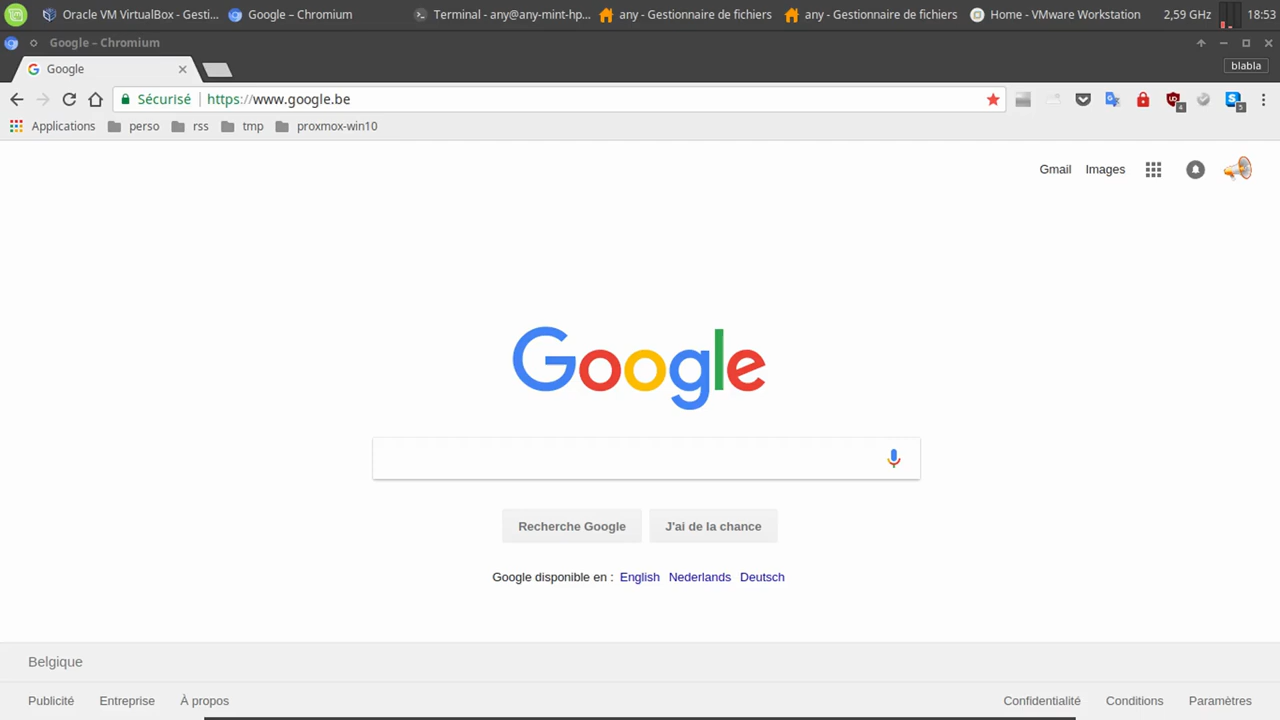 Oracle VM VirtualBox - Gesti... Google – Chromium Terminal - any@any-mint-hp... any - Gestionnaire de fichiers any - Gestionnaire de fichiers Home - VMware Workstation 2,59 GHz 18:53
Google – Chromium
Google blabla
Sécurisé https://www.google.be 4 5
Applications perso rss tmp proxmox-win10
Gmail Images
Google
Recherche Google J'ai de la chance
Google disponible en : English Nederlands Deutsch
Belgique
Publicité Entreprise À propos Confidentialité Conditions Paramètres